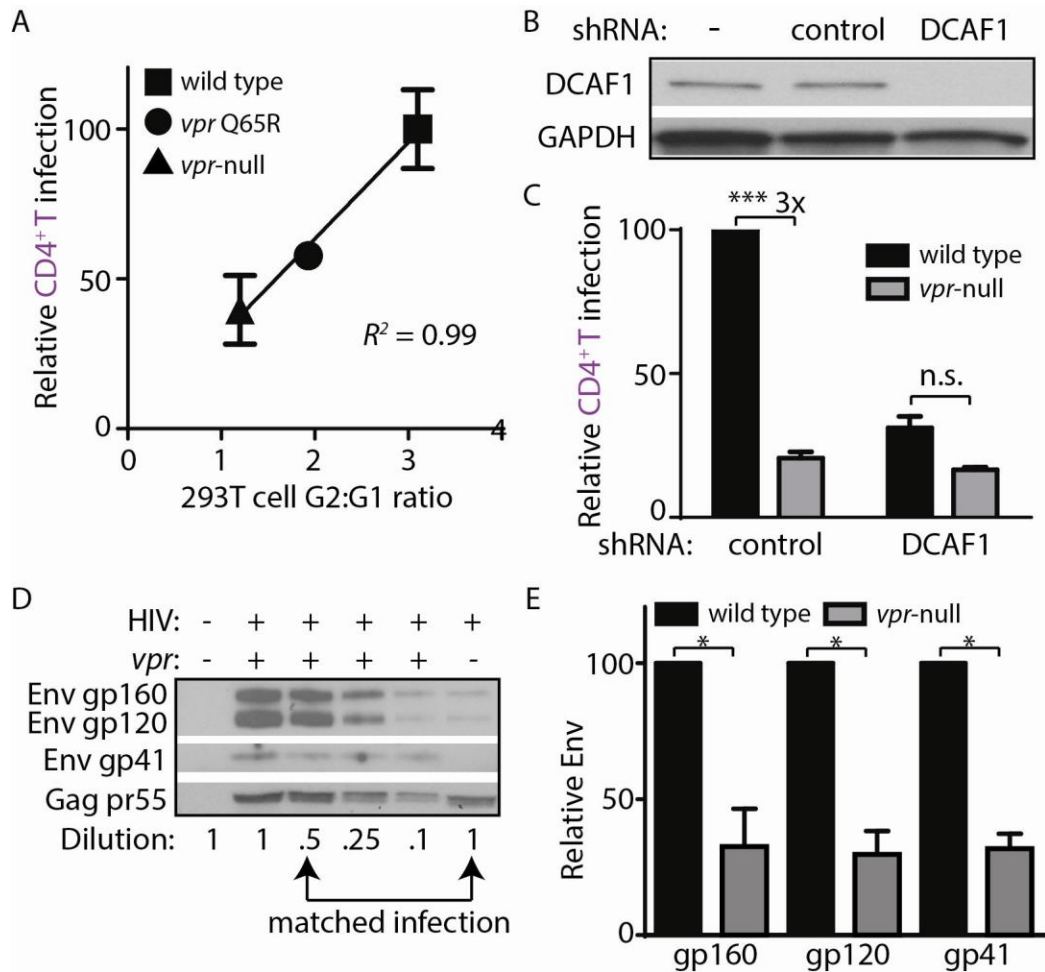 A
wild type
vpr Q65R
vpr-null
Relative CD4+ T infection
100
50
0
R² = 0.99
0 1 2 3 4
293T cell G2:G1 ratio
B
shRNA: - control DCAF1
DCAF1
GAPDH
C
*** 3x
wild type
vpr-null
n.s.
Relative CD4+ T infection
100
50
0
shRNA: control DCAF1
D
HIV: - + + + + +
vpr: - + + + + -
Env gp160
Env gp120
Env gp41
Gag pr55
Dilution: 1 1 .5 .25 .1 1
matched infection
E
wild type vpr-null
* * *
Relative Env
100
50
0
gp160 gp120 gp41